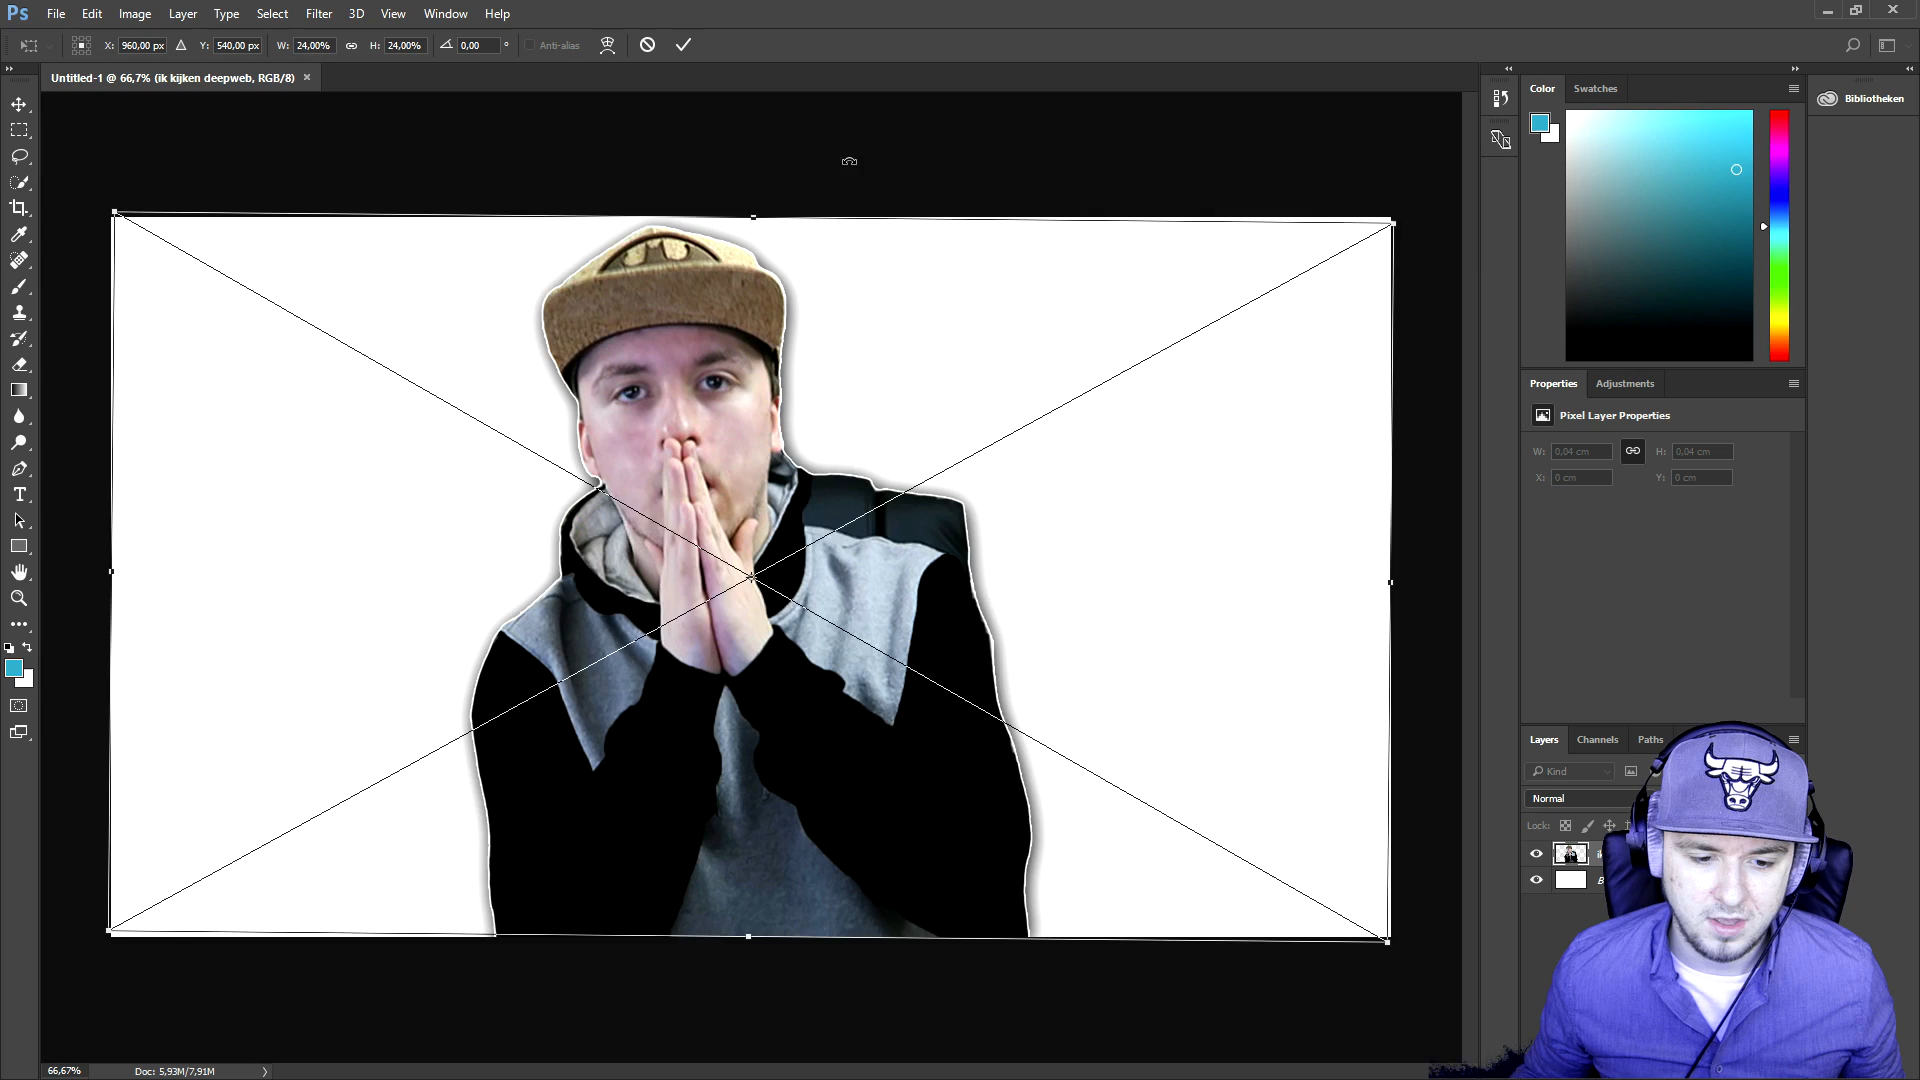 Ps File Edit Image Layer Type Select Filter 3D View Window Help
X: 960,00 px Y: 540,00 px W: 24,00% H: 24,00% 0,00 ° Anti-alias
Untitled-1 @ 66,7% (ik kijken deepweb, RGB/8) ×
Color Swatches
Bibliotheken
Properties Adjustments
Pixel Layer Properties
W: 0,04 cm H: 0,04 cm
X: 0 cm Y: 0 cm
Layers Channels Paths
Kind
Normal
Lock:
66,67% Doc: 5,93M/7,91M